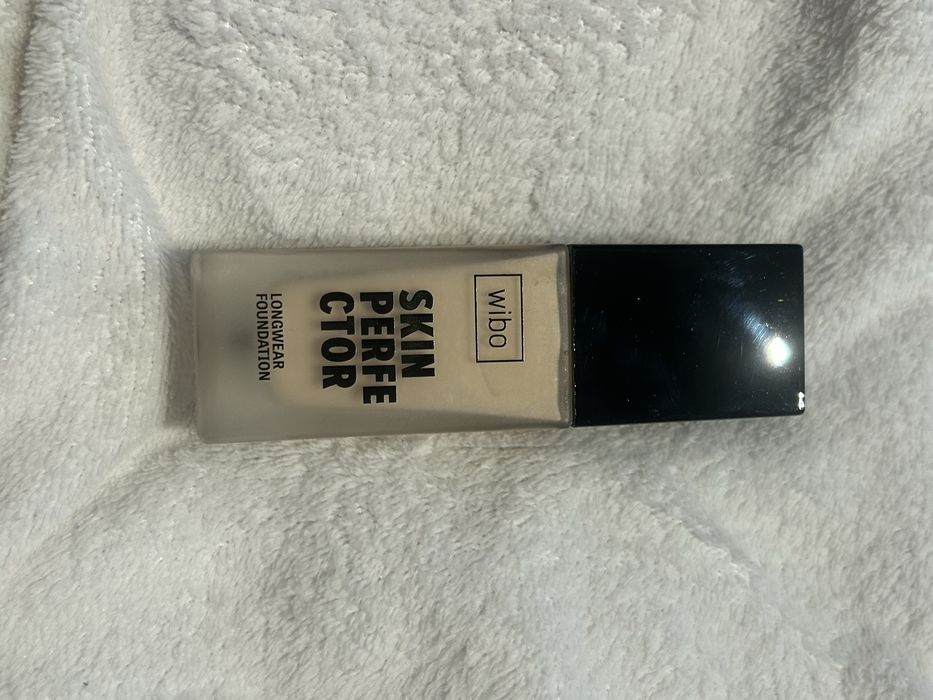 wibo
SKIN
PERFE
CTOR
LONGWEAR
FOUNDATION